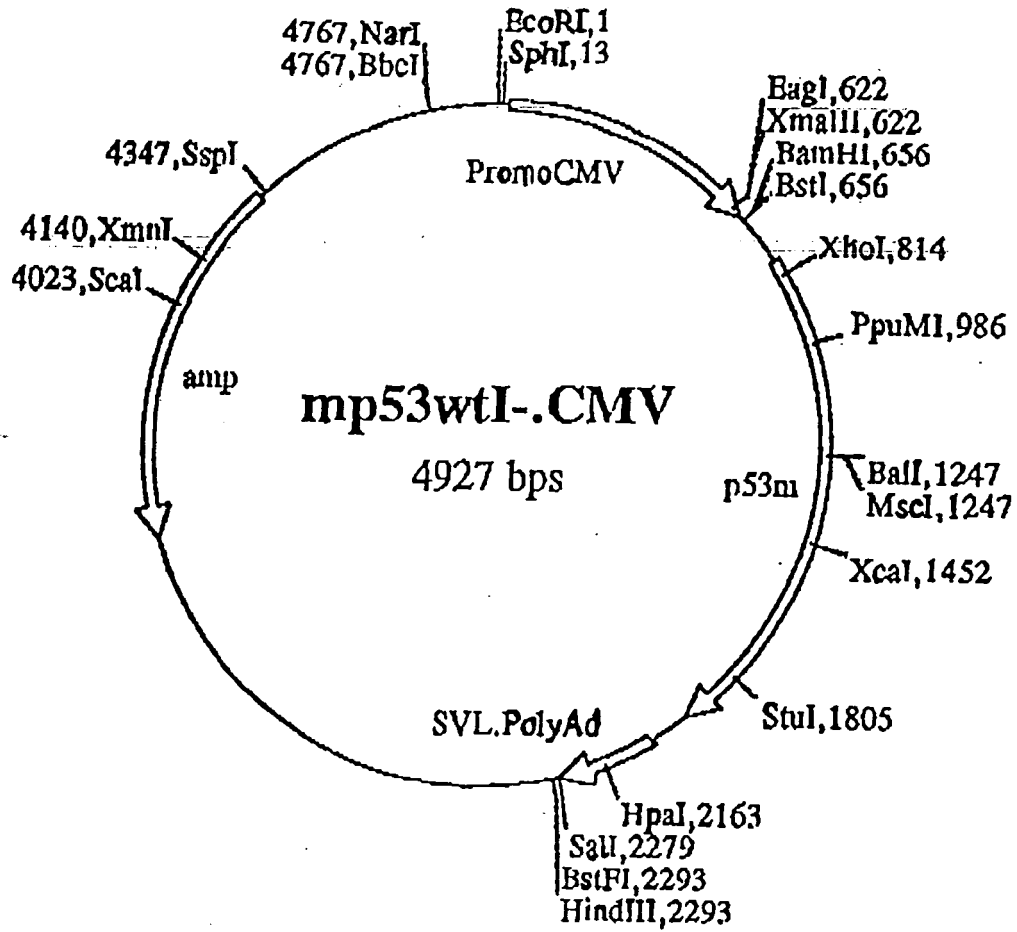 4767,NarI
4767,BbcI
EcoRI,1
SphI,13
EagI,622
XmaIII,622
BamHI,656
BstI,656
4347,SspI
PromoCMV
4140,XmnI
4023,ScaI
XhoI,814
PpuMI,986
amp
mp53wtI-.CMV
4927 bps
p53m
BalI,1247
MscI,1247
XcaI,1452
StuI,1805
SVL.PolyAd
HpaI,2163
SalI,2279
BstFI,2293
HindIII,2293